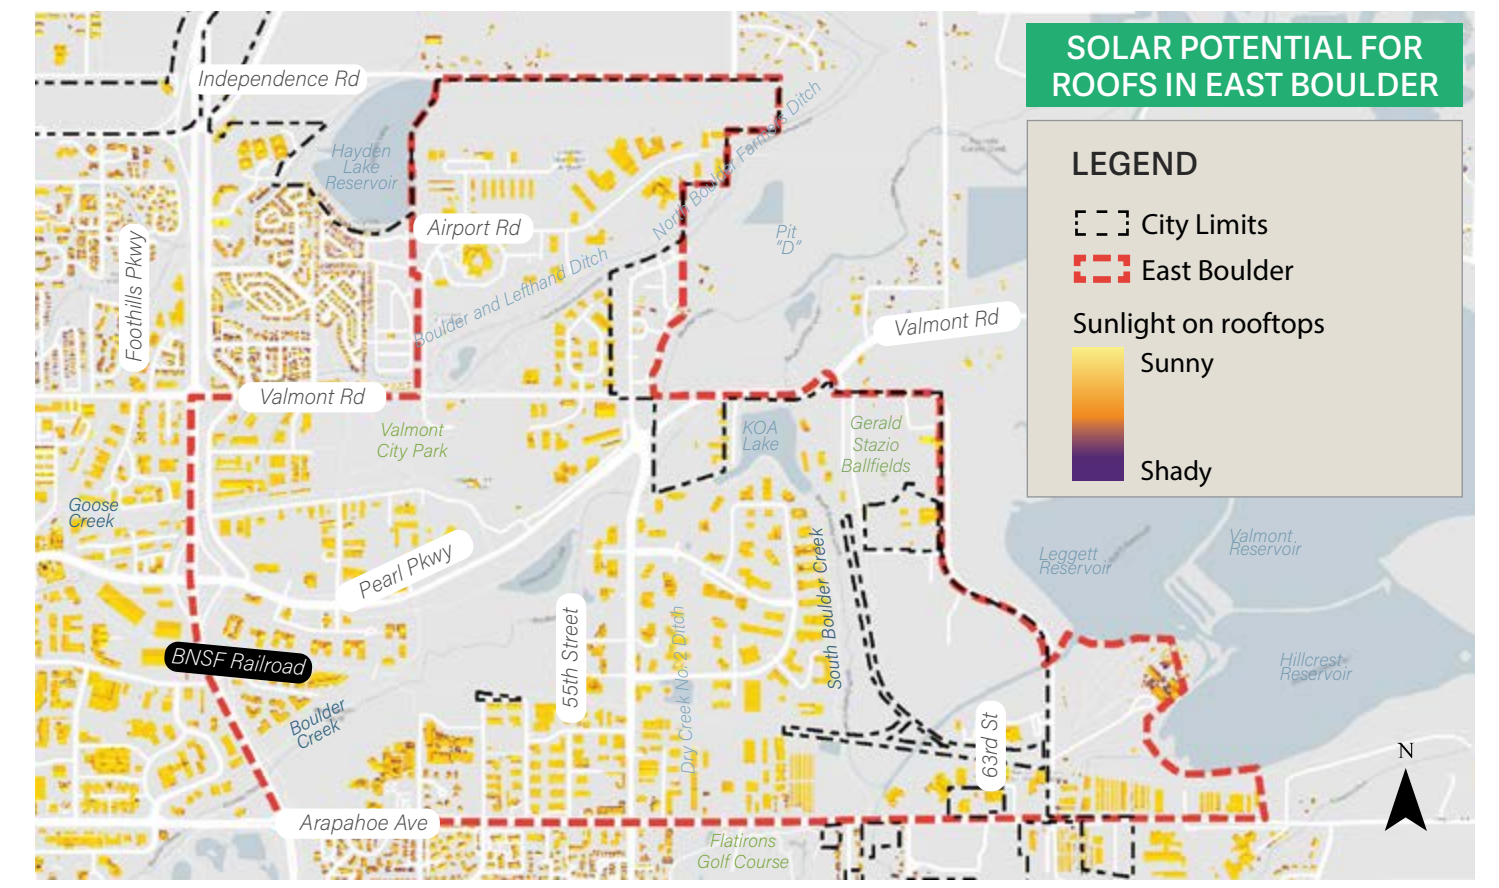 SOLAR POTENTIAL FOR
ROOFS IN EAST BOULDER
LEGEND
City Limits
East Boulder
Sunlight on rooftops
Sunny
Shady
Independence Rd
Hayden
Lake
Reservoir
North Boulder Farmers Ditch
Airport Rd
Pit
"D"
Foothills Pkwy
Boulder and Lefthand Ditch
Valmont Rd
Valmont Rd
Valmont
City Park
KOA
Lake
Gerald
Stazio
Ballfields
Goose
Creek
Leggett
Reservoir
Valmont
Reservoir
Pearl Pkwy
South Boulder Creek
55th Street
Dry Creek No. 2 Ditch
BNSF Railroad
Hillcrest
Reservoir
Boulder
Creek
63rd St
N
Arapahoe Ave
Flatirons
Golf Course